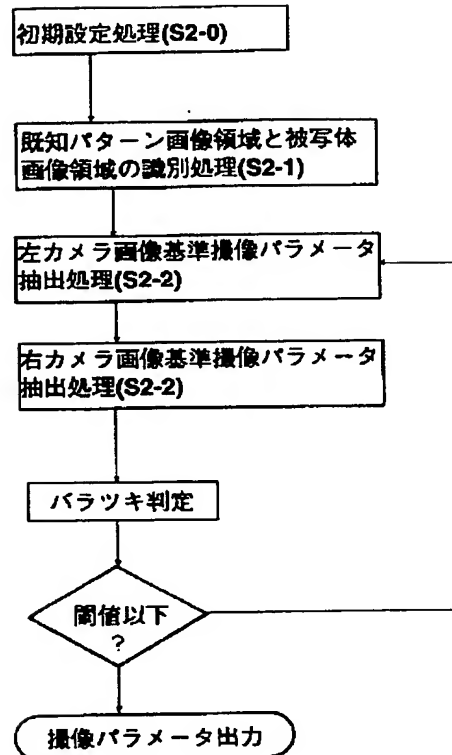 初期設定処理(S2-0)
既知パターン画像領域と被写体
画像領域の識別処理(S2-1)
左カメラ画像基準撮像パラメータ
抽出処理(S2-2)
右カメラ画像基準撮像パラメータ
抽出処理(S2-2)
バラツキ判定
閾値以下
?
撮像パラメータ出力